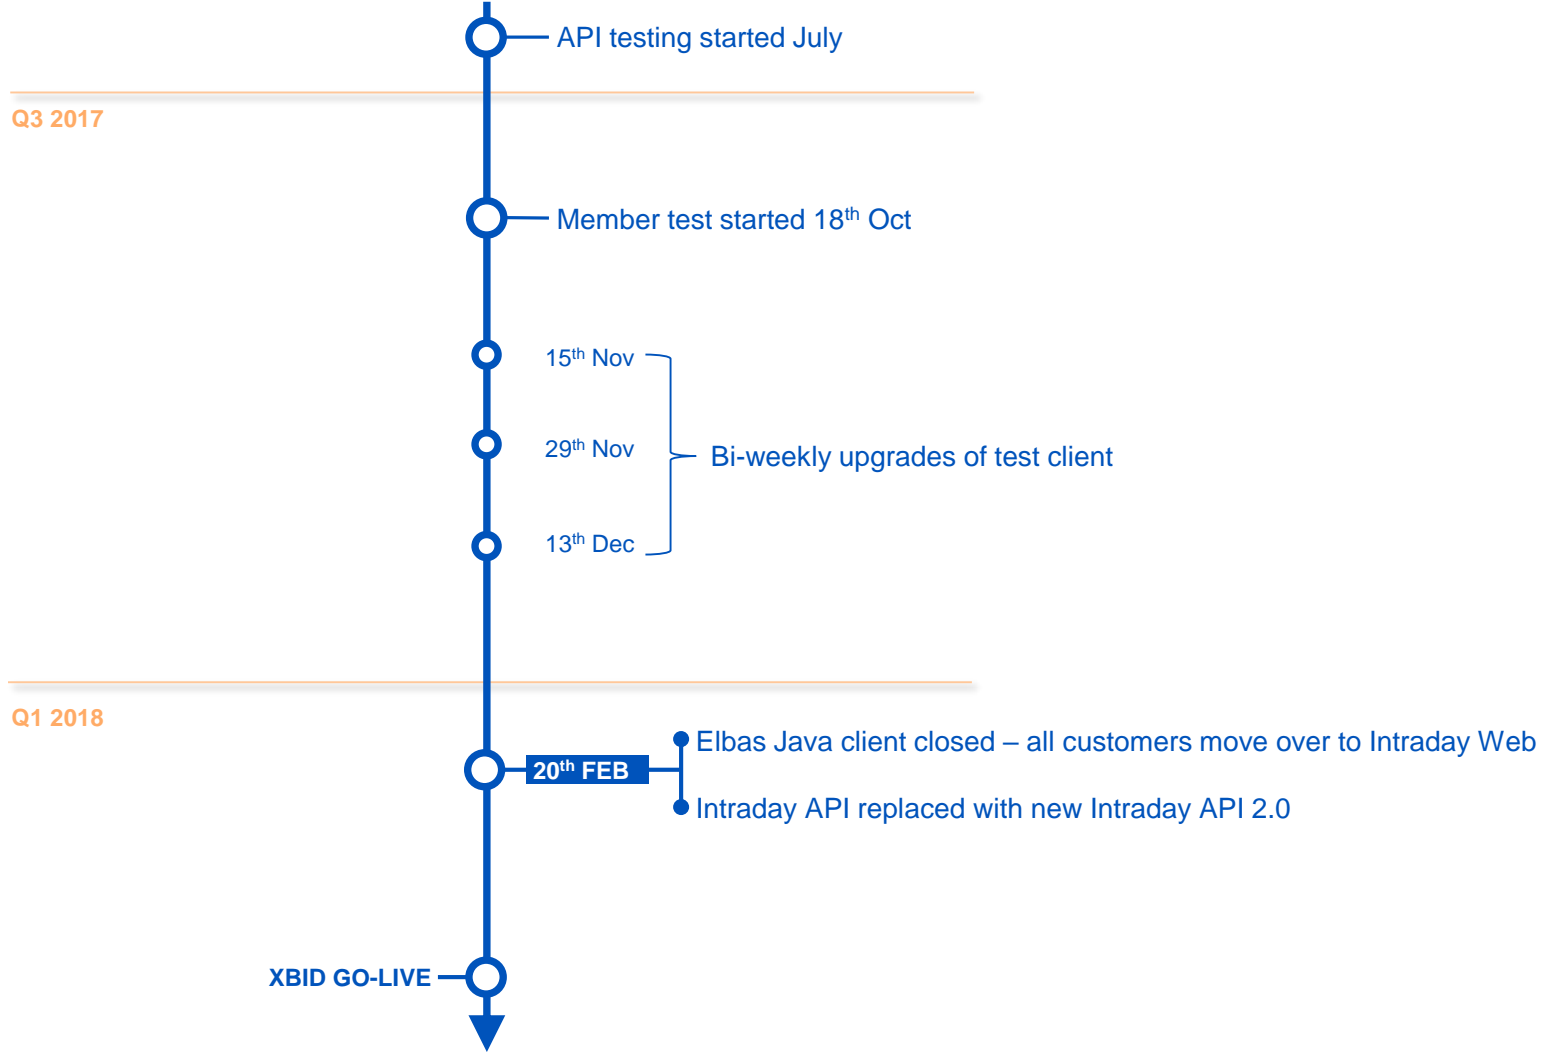 API testing started July
Q3 2017
Member test started 18th Oct
15th Nov
29th Nov
Bi-weekly upgrades of test client
13th Dec
Q1 2018
20th FEB
Elbas Java client closed – all customers move over to Intraday Web
Intraday API replaced with new Intraday API 2.0
XBID GO-LIVE